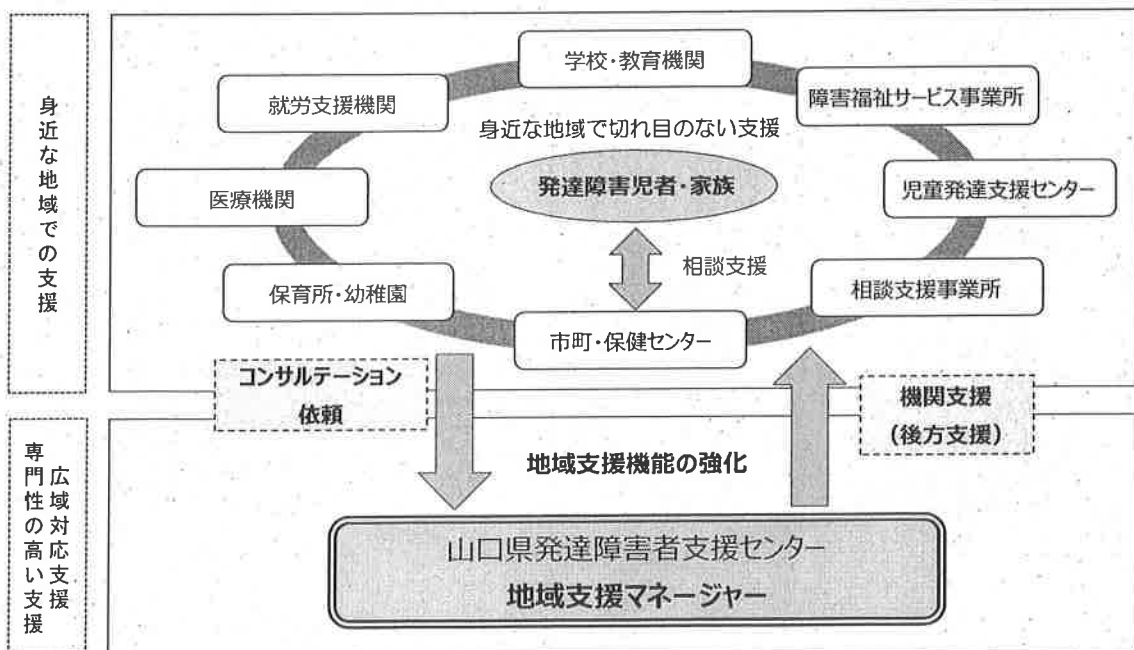 身近な地域での支援
学校・教育機関
就労支援機関
障害福祉サービス事業所
身近な地域で切れ目のない支援
発達障害児者・家族
医療機関
児童発達支援センター
相談支援
保育所・幼稚園
相談支援事業所
市町・保健センター
コンサルテーション
依頼
機関支援
(後方支援)
広域対応支援
専門性の高い支援
地域支援機能の強化
山口県発達障害者支援センター
地域支援マネージャー